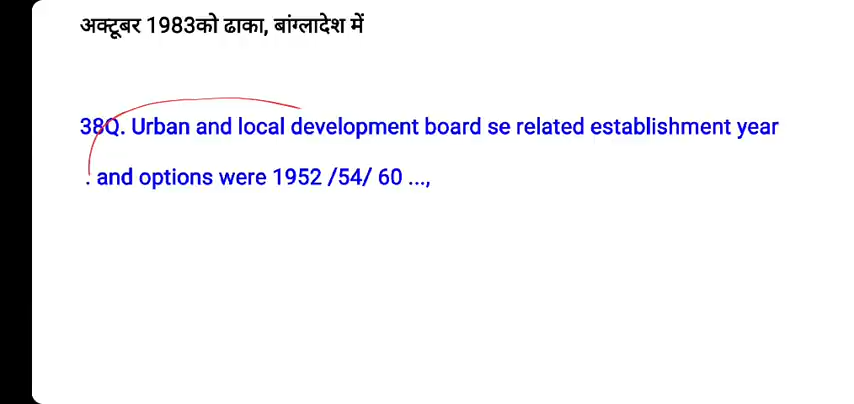 अक्टूबर 1983को ढाका, बांग्लादेश में
38Q. Urban and local development board se related establishment year
. and options were 1952 /54/ 60 ...,